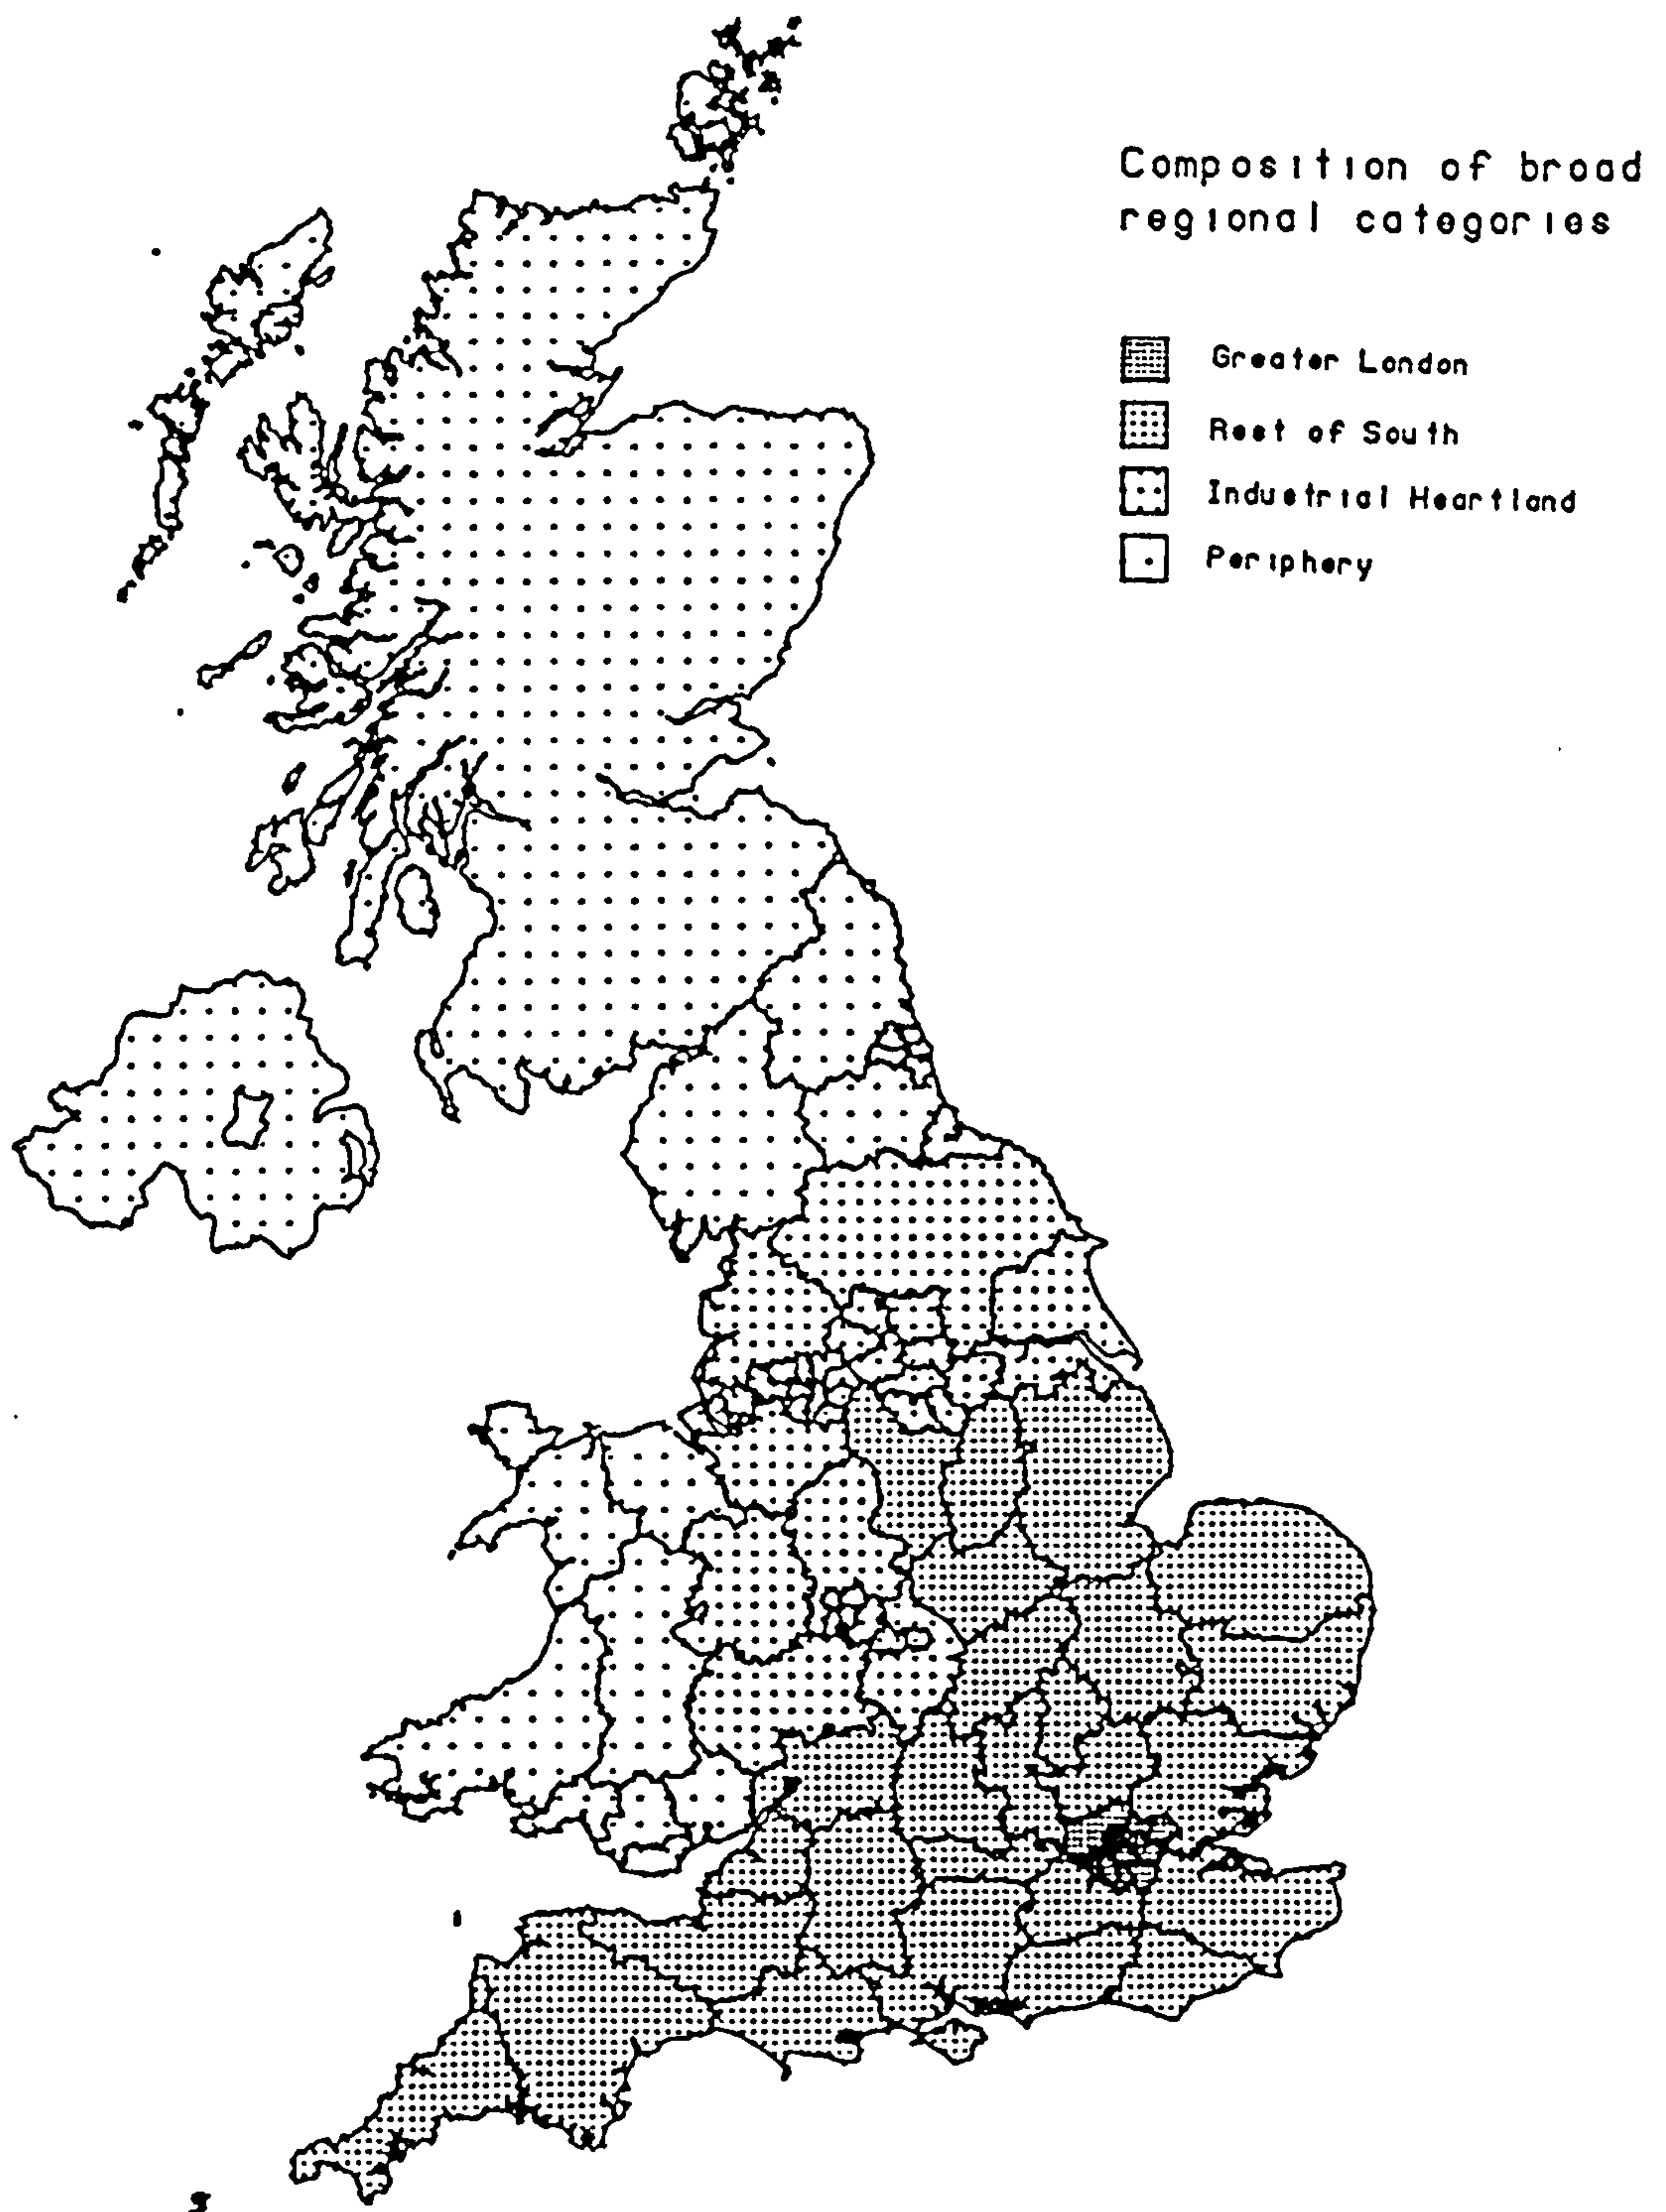 Composition of broad
regional categories
Greater London
Rest of South
Industrial Heartland
Periphery